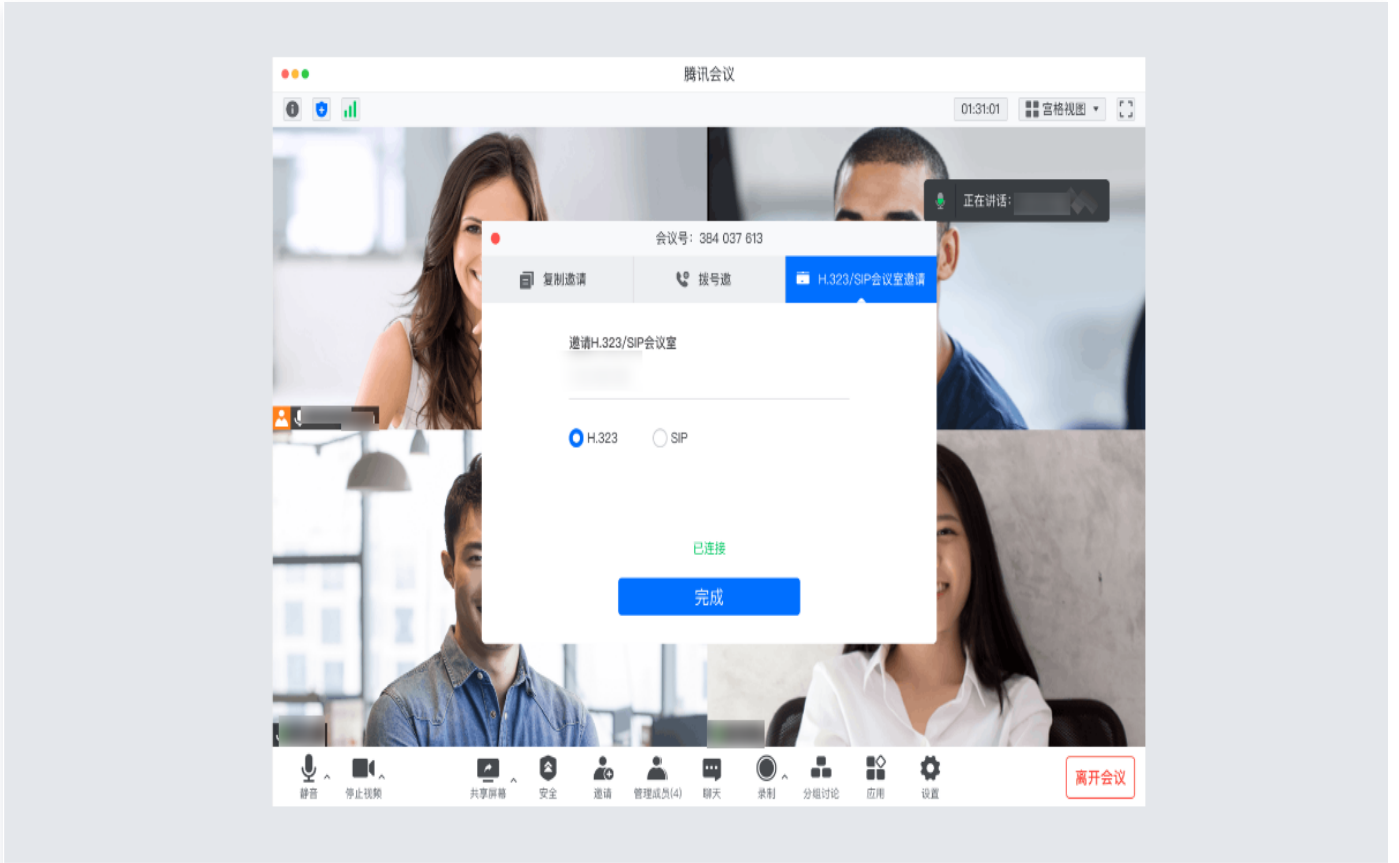 腾讯会议
01:31:01
宫格视图
正在讲话:
会议号: 384 037 613
复制邀请
拨号邀
H.323/SIP会议室邀请
邀请H.323/SIP会议室
H.323
SIP
已连接
完成
静音
停止视频
共享屏幕
安全
邀请
管理成员(4)
聊天
录制
分组讨论
应用
设置
离开会议